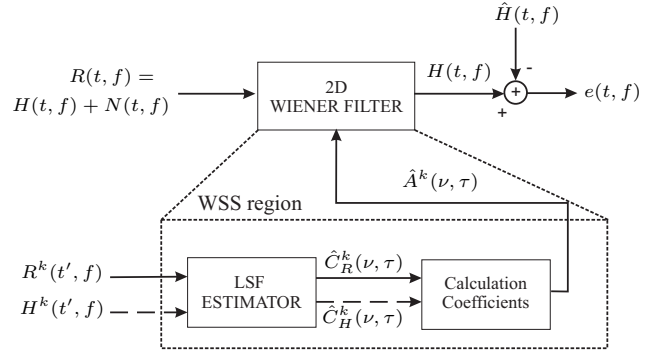 Ĥ(t, f)
-
R(t, f) =
H(t, f) + N(t, f)
2D
WIENER FILTER
H(t, f)
+
+
e(t, f)
Â^k(ν, τ)
WSS region
R^k(t′, f)
H^k(t′, f)
LSF
ESTIMATOR
Ĉ_R^k(ν, τ)
Ĉ_H^k(ν, τ)
Calculation
Coefficients